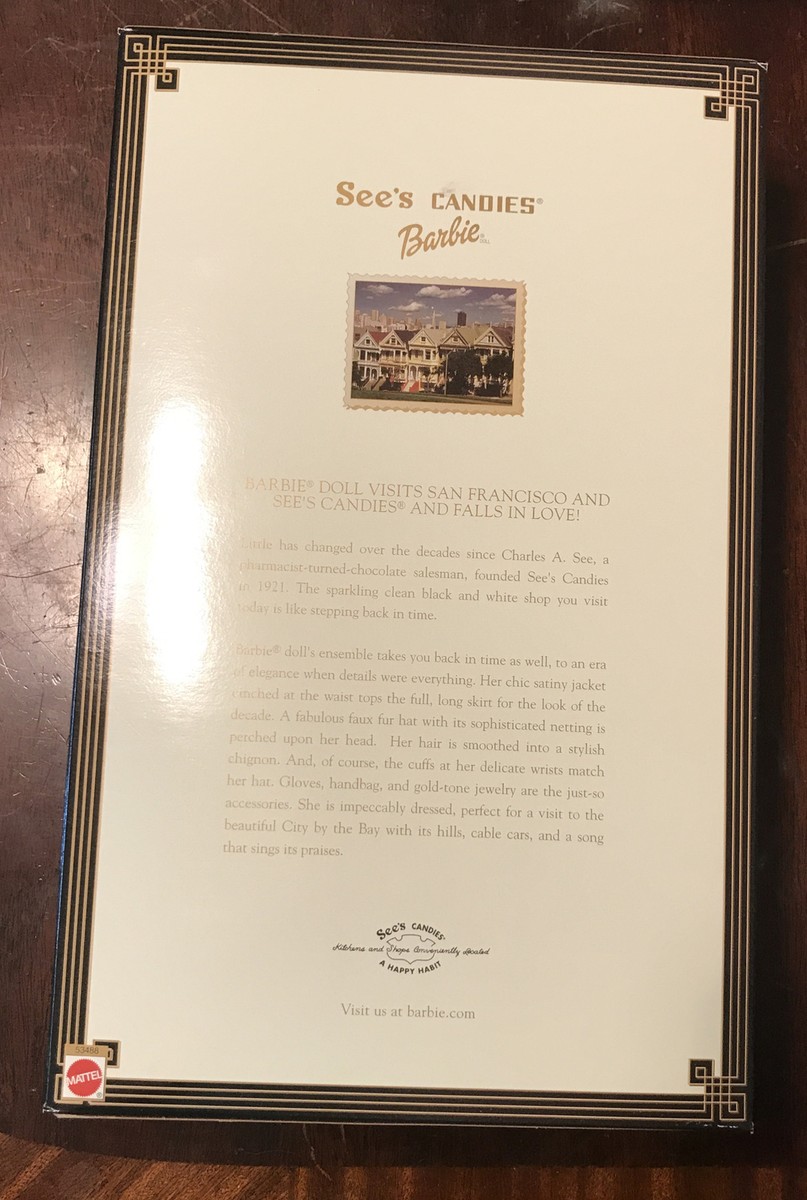 See's CANDIES®
Barbie® DOLL
BARBIE® DOLL VISITS SAN FRANCISCO AND
SEE'S CANDIES® AND FALLS IN LOVE!
Little has changed over the decades since Charles A. See, a
pharmacist-turned-chocolate salesman, founded See's Candies
in 1921. The sparkling clean black and white shop you visit
today is like stepping back in time.
Barbie® doll's ensemble takes you back in time as well, to an era
of elegance when details were everything. Her chic satiny jacket
cinched at the waist tops the full, long skirt for the look of the
decade. A fabulous faux fur hat with its sophisticated netting is
perched upon her head. Her hair is smoothed into a stylish
chignon. And, of course, the cuffs at her delicate wrists match
her hat. Gloves, handbag, and gold-tone jewelry are the just-so
accessories. She is impeccably dressed, perfect for a visit to the
beautiful City by the Bay with its hills, cable cars, and a song
that sings its praises.
See's CANDIES®
Kitchens and Shops Conveniently Located
A HAPPY HABIT
Visit us at barbie.com
53488
MATTEL